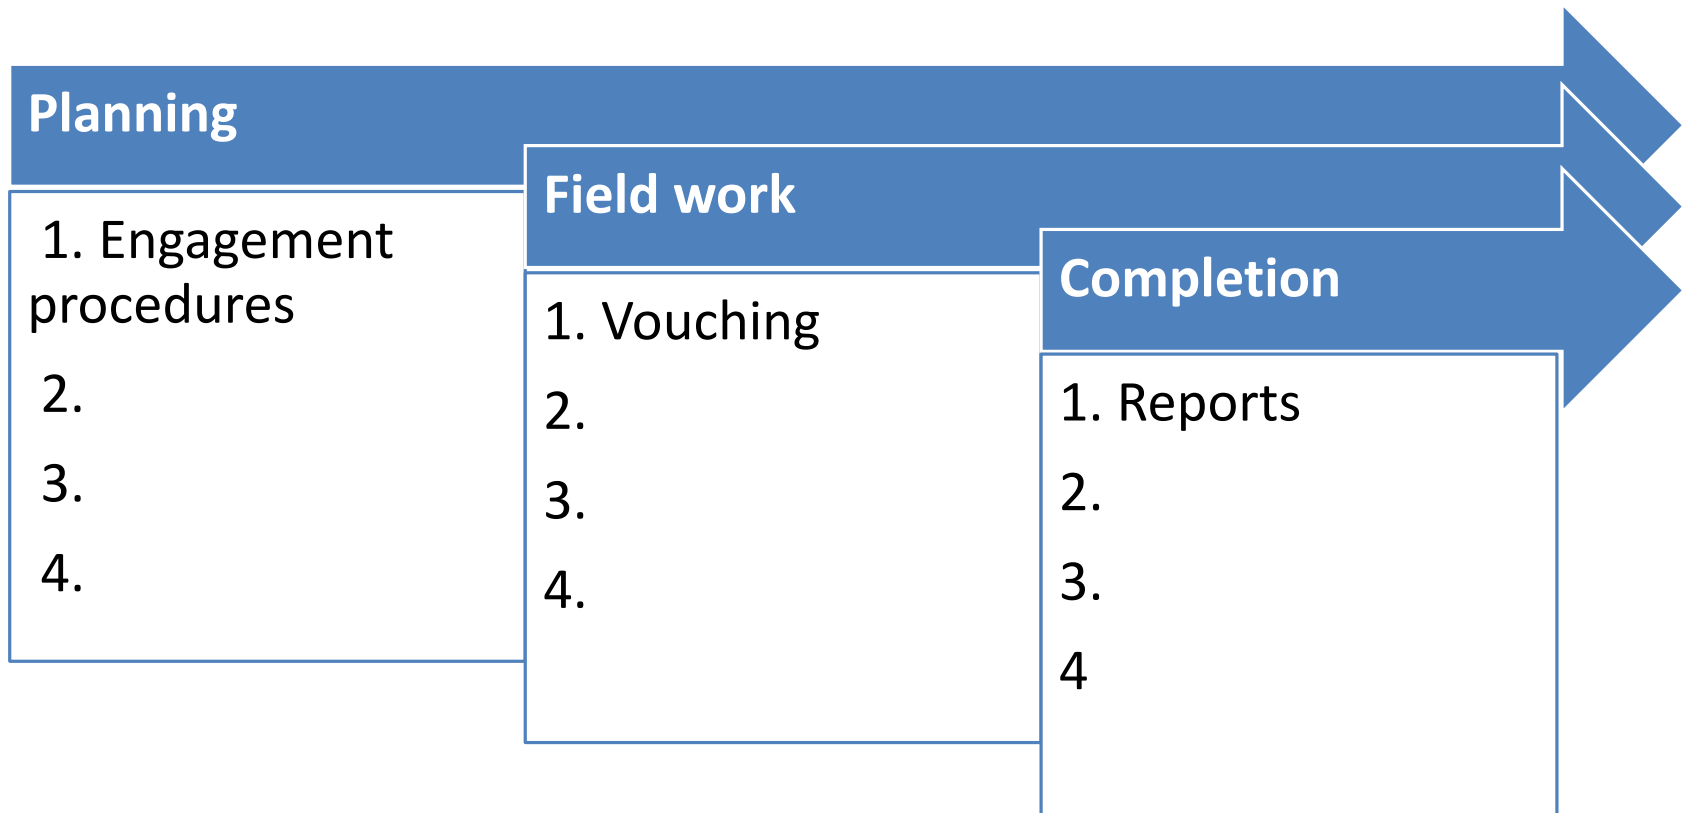 Planning
1. Engagement
procedures
2.
3.
4.
Field work
1. Vouching
2.
3.
4.
Completion
1. Reports
2.
3.
4